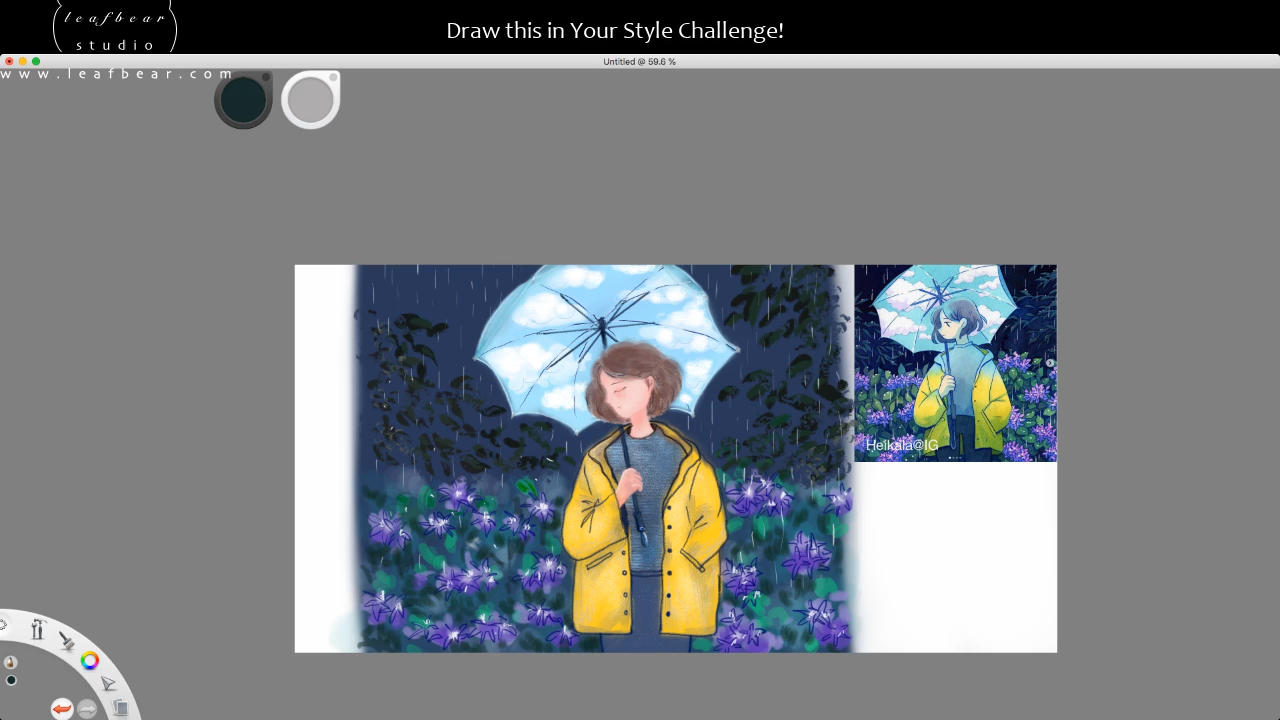 leafbear
studio
Draw this in Your Style Challenge!
Untitled @ 59.6 %
www.leafbear.com
Heikala@IG